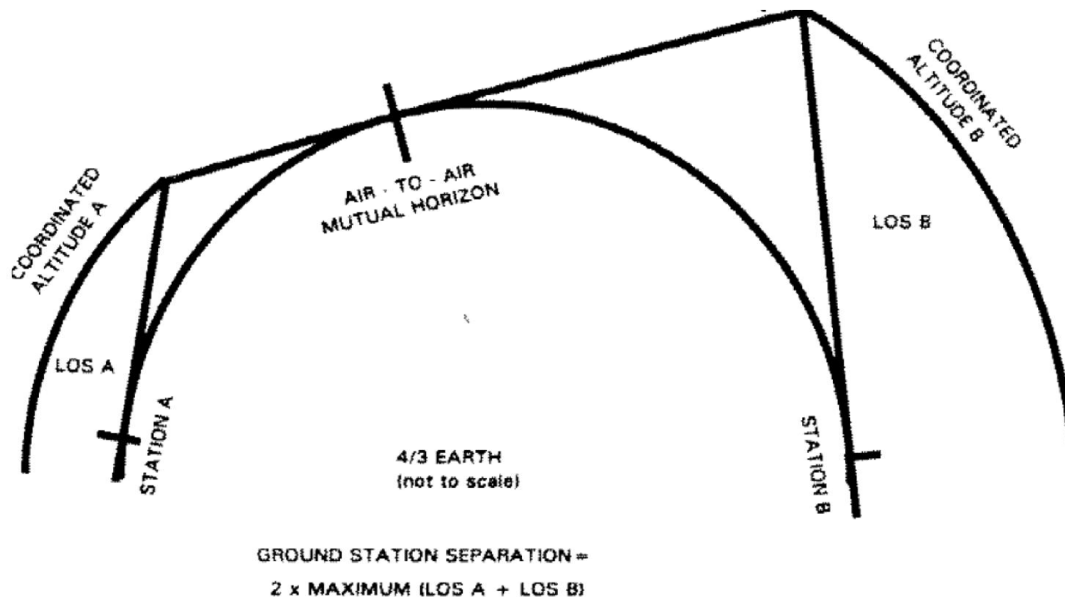 COORDINATED
ALTITUDE B
COORDINATED
ALTITUDE A
AIR - TO - AIR
MUTUAL HORIZON
LOS B
LOS A
STATION A
STATION B
4/3 EARTH
(not to scale)
GROUND STATION SEPARATION =
2 x MAXIMUM (LOS A + LOS B)